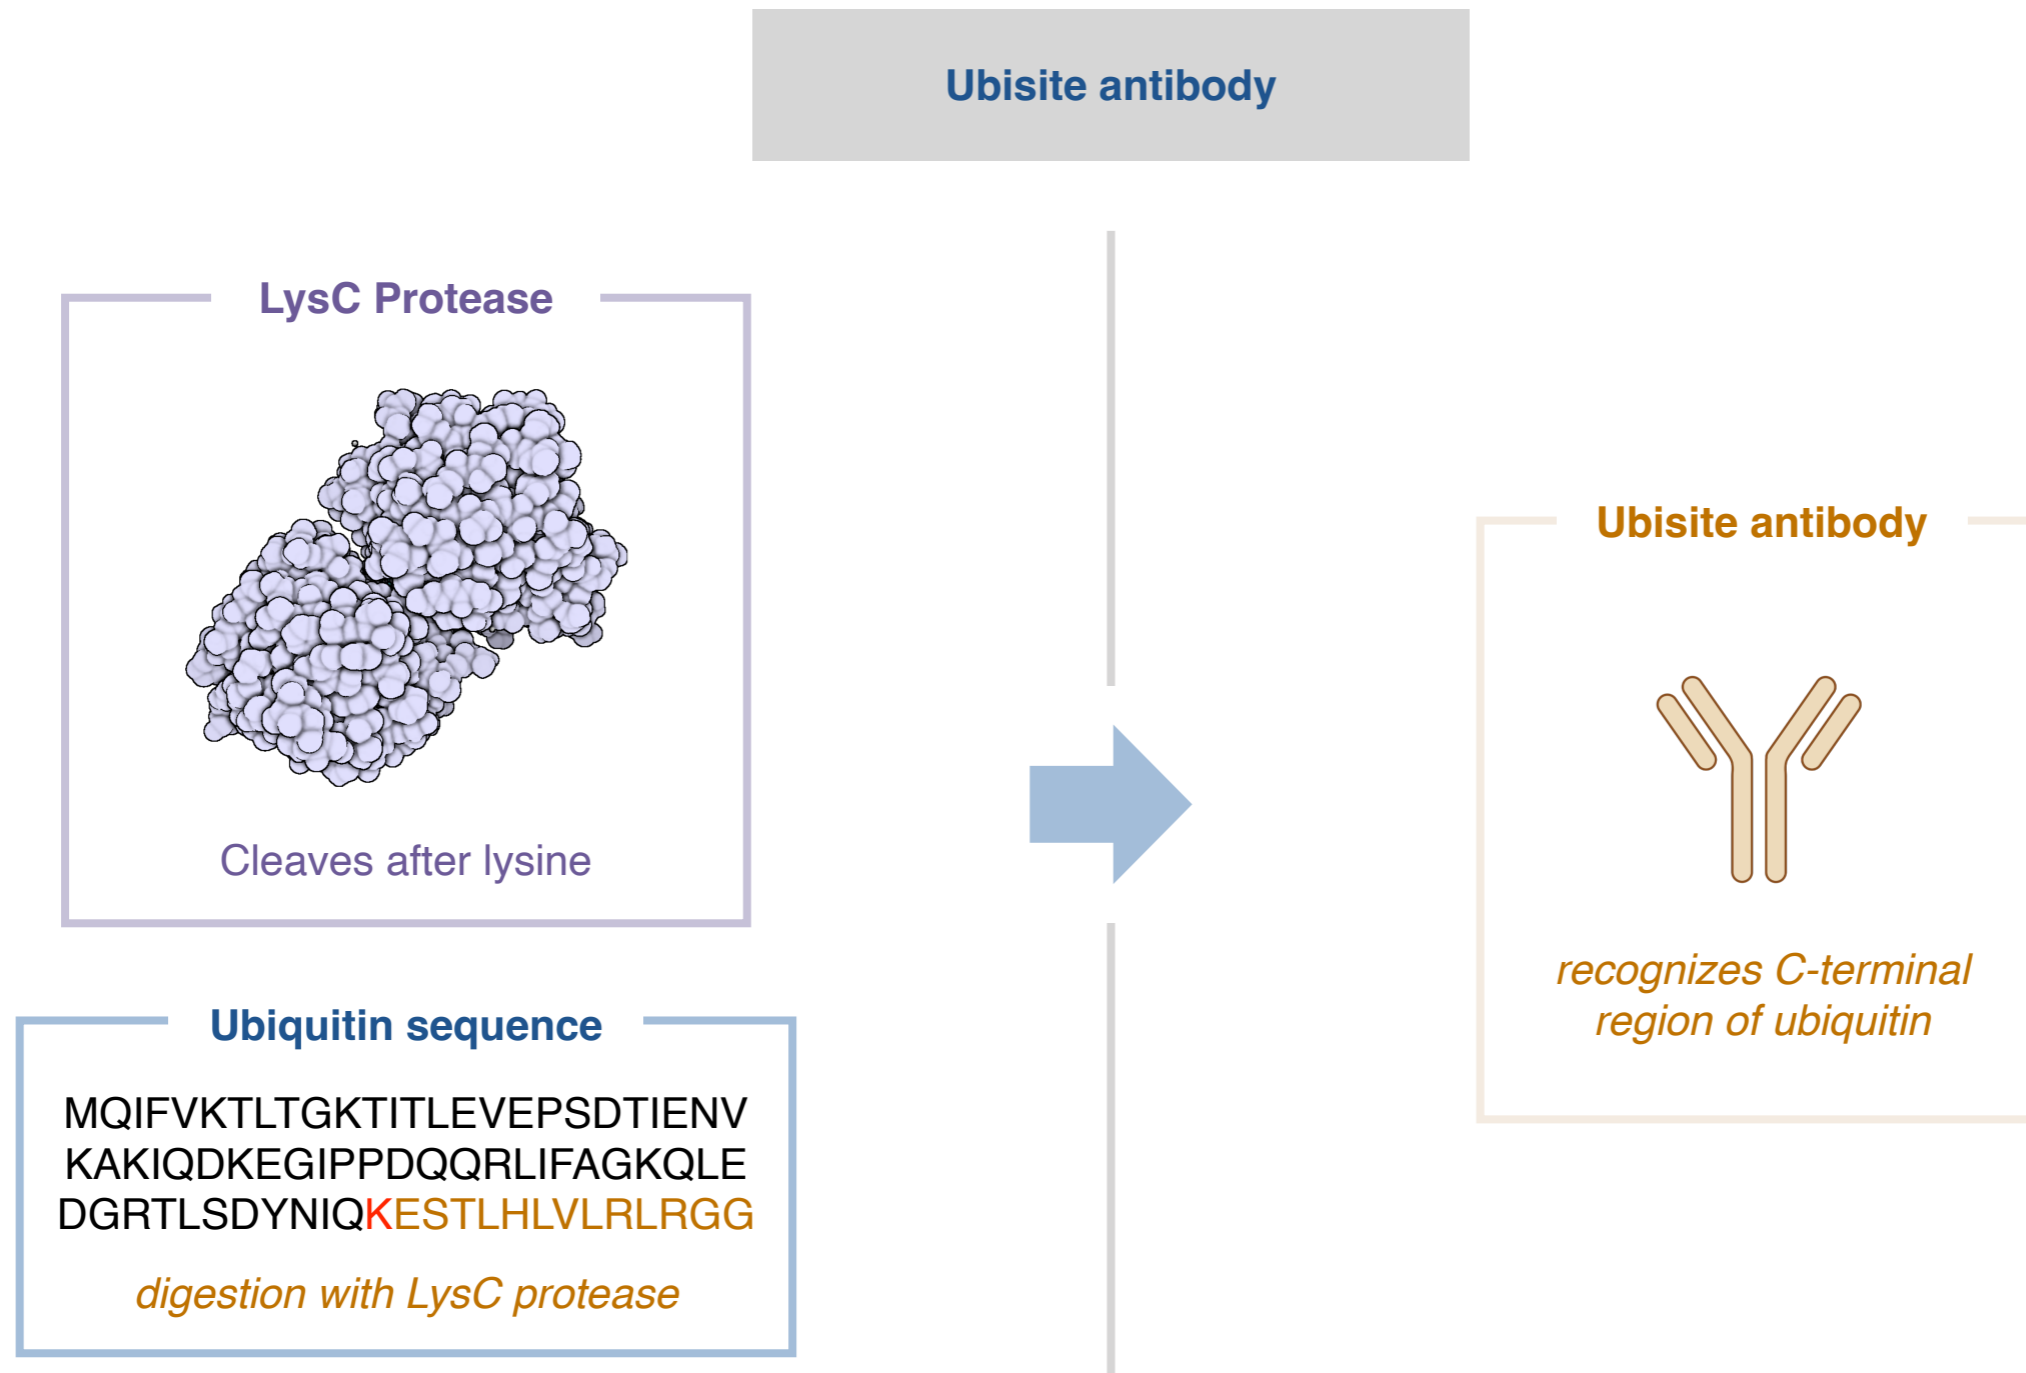 Ubisite antibody
LysC Protease
Cleaves after lysine
Ubiquitin sequence
MQIFVKTLTGKTITLEVEPSDTIENV
KAKIQDKEGIPPDQQRLIFAGKQLE
DGRTLSDYNIQKESTLHLVLRLRGG
digestion with LysC protease
Ubisite antibody
recognizes C-terminal
region of ubiquitin